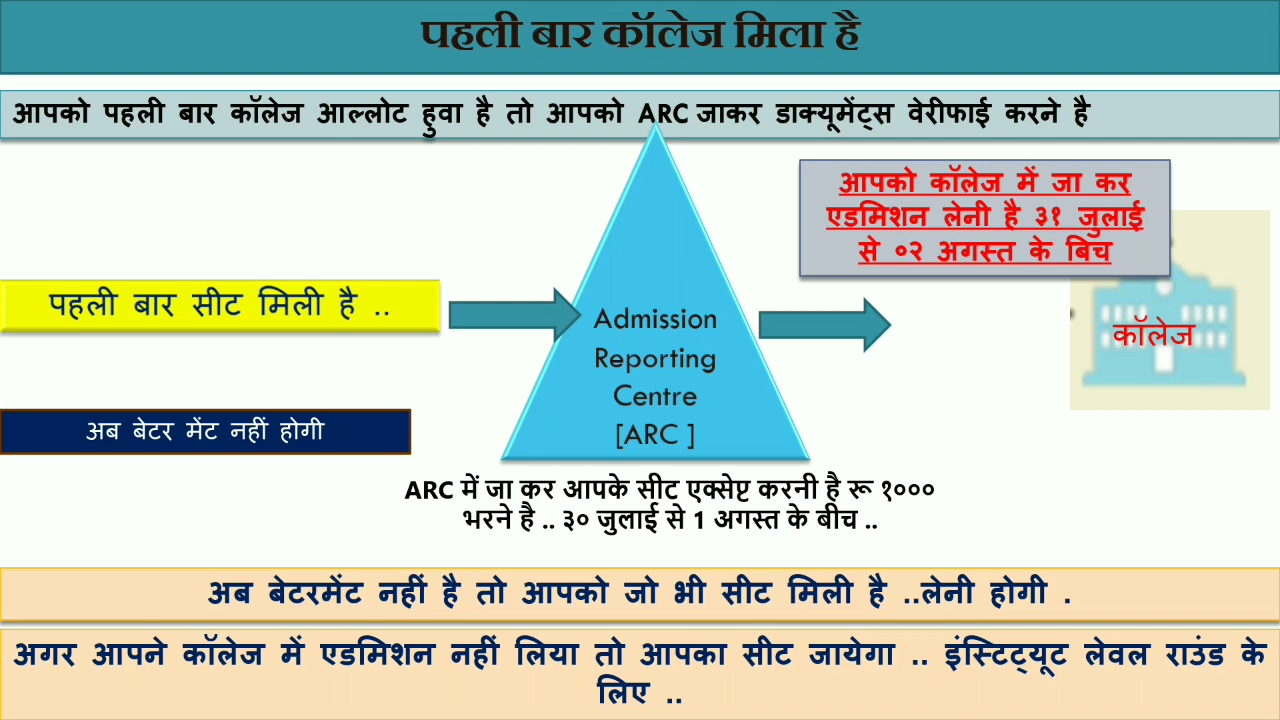 पहली बार कॉलेज मिला है
आपको पहली बार कॉलेज आल्लोट हुवा है तो आपको ARC जाकर डाक्यूमेंट्स वेरीफाई करने है
आपको कॉलेज में जा कर
एडमिशन लेनी है ३१ जुलाई
से ०२ अगस्त के बिच
पहली बार सीट मिली है ..
Admission
Reporting
Centre
[ARC ]
कॉलेज
अब बेटर मेंट नहीं होगी
ARC में जा कर आपके सीट एक्सेप्ट करनी है रू १०००
भरने है .. ३० जुलाई से 1 अगस्त के बीच ..
अब बेटरमेंट नहीं है तो आपको जो भी सीट मिली है ..लेनी होगी .
अगर आपने कॉलेज में एडमिशन नहीं लिया तो आपका सीट जायेगा .. इंस्टिट्यूट लेवल राउंड के
लिए ..